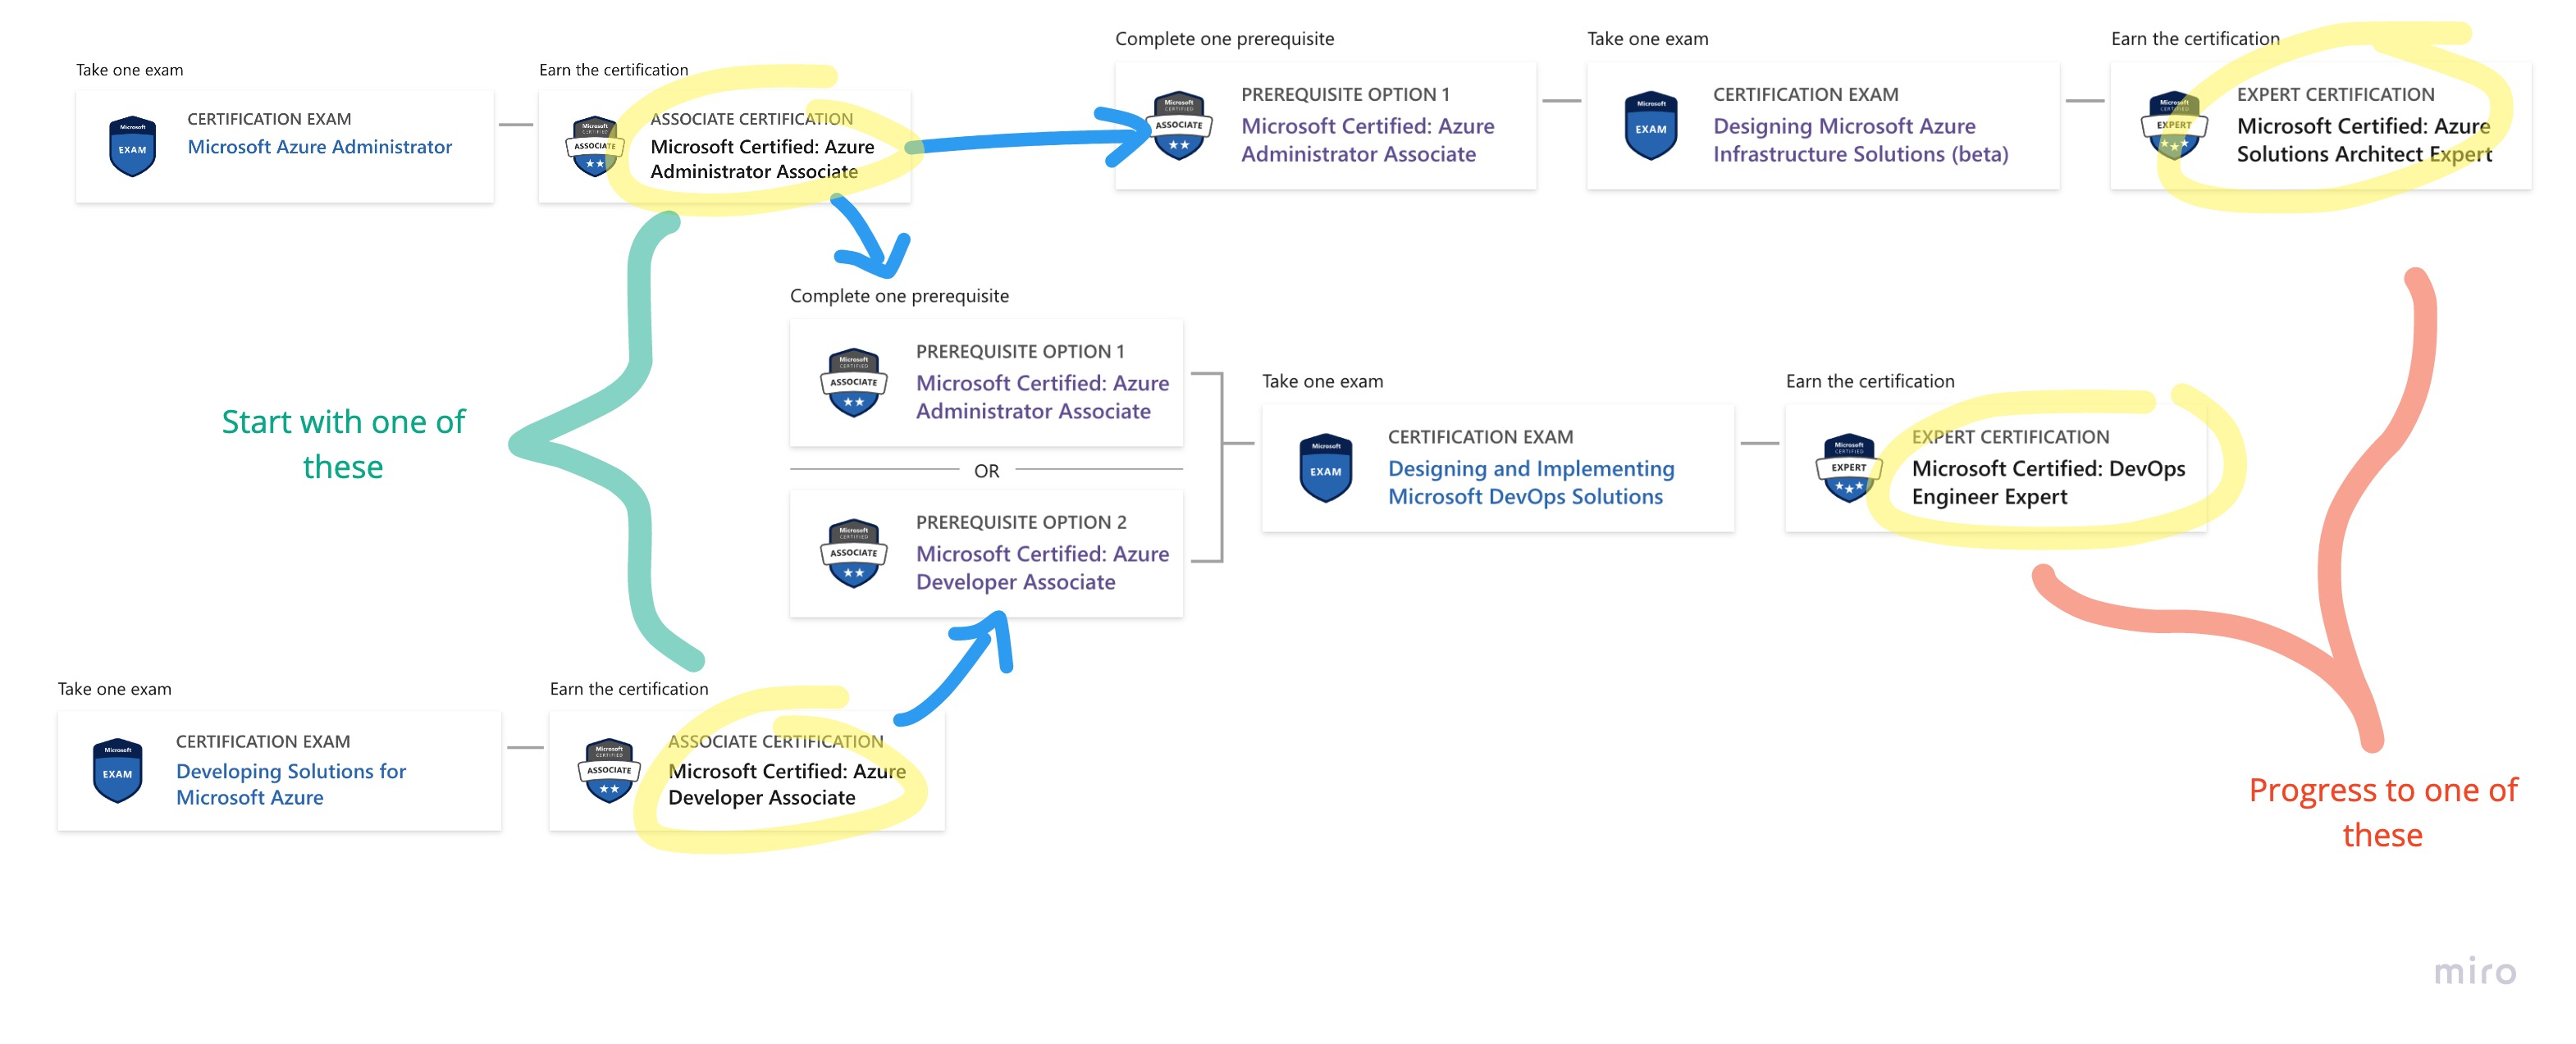 Take one exam
Microsoft
EXAM
CERTIFICATION EXAM
Microsoft Azure Administrator
Earn the certification
Microsoft
CERTIFIED
ASSOCIATE
ASSOCIATE CERTIFICATION
Microsoft Certified: Azure
Administrator Associate
Complete one prerequisite
Microsoft
CERTIFIED
ASSOCIATE
PREREQUISITE OPTION 1
Microsoft Certified: Azure
Administrator Associate
Take one exam
Microsoft
EXAM
CERTIFICATION EXAM
Designing Microsoft Azure
Infrastructure Solutions (beta)
Earn the certification
Microsoft
CERTIFIED
EXPERT
EXPERT CERTIFICATION
Microsoft Certified: Azure
Solutions Architect Expert
Start with one of
these
Complete one prerequisite
Microsoft
CERTIFIED
ASSOCIATE
PREREQUISITE OPTION 1
Microsoft Certified: Azure
Administrator Associate
OR
Microsoft
CERTIFIED
ASSOCIATE
PREREQUISITE OPTION 2
Microsoft Certified: Azure
Developer Associate
Take one exam
Microsoft
EXAM
CERTIFICATION EXAM
Designing and Implementing
Microsoft DevOps Solutions
Earn the certification
Microsoft
CERTIFIED
EXPERT
EXPERT CERTIFICATION
Microsoft Certified: DevOps
Engineer Expert
Take one exam
Microsoft
EXAM
CERTIFICATION EXAM
Developing Solutions for
Microsoft Azure
Earn the certification
Microsoft
CERTIFIED
ASSOCIATE
ASSOCIATE CERTIFICATION
Microsoft Certified: Azure
Developer Associate
Progress to one of
these
miro